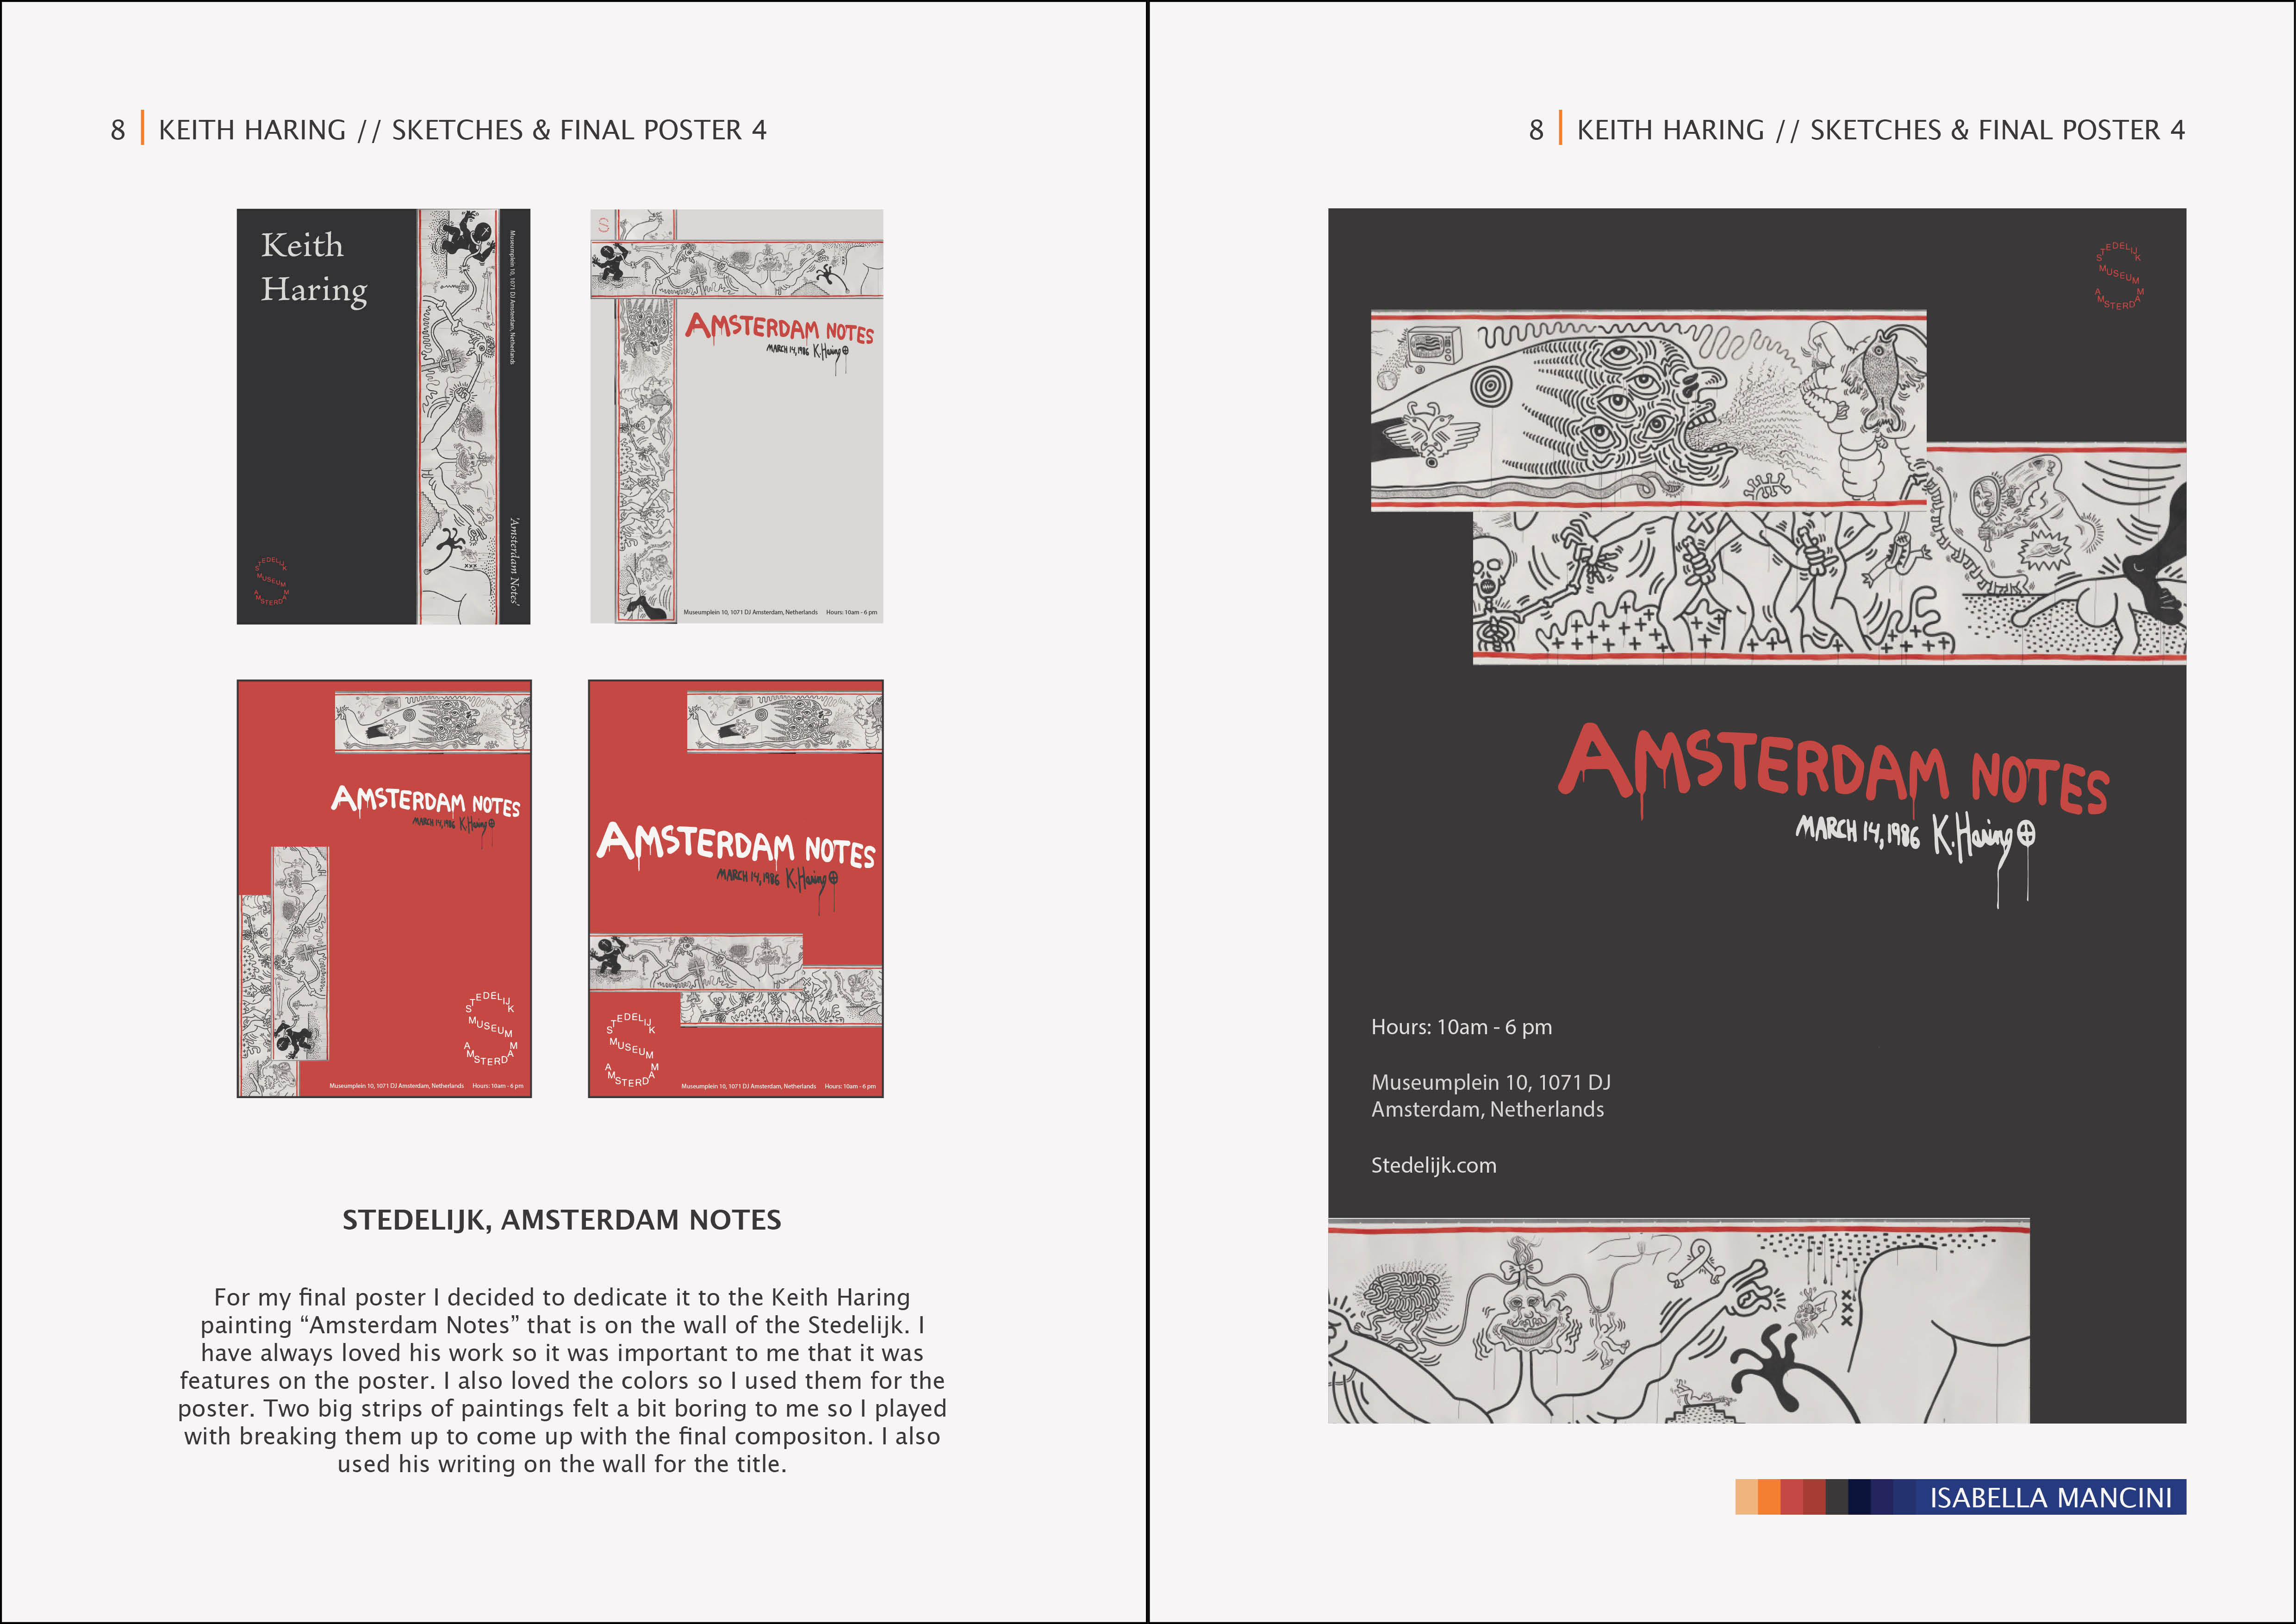 8 | KEITH HARING // SKETCHES & FINAL POSTER 4
Keith
Haring
Museumplein 10, 1071 DJ Amsterdam, Netherlands
'Amsterdam Notes'
STEDELIJK
MUSEUM
AMSTERDAM
S
AMSTERDAM NOTES
MARCH 14, 1986 K.Haring
Museumplein 10, 1071 DJ Amsterdam, Netherlands Hours: 10am - 6 pm
AMSTERDAM NOTES
MARCH 14, 1986 K.Haring
STEDELIJK
MUSEUM
AMSTERDAM
Museumplein 10, 1071 DJ Amsterdam, Netherlands Hours: 10am - 6 pm
AMSTERDAM NOTES
MARCH 14, 1986 K.Haring
STEDELIJK
MUSEUM
AMSTERDAM
Museumplein 10, 1071 DJ Amsterdam, Netherlands Hours: 10am - 6 pm
STEDELIJK, AMSTERDAM NOTES
For my final poster I decided to dedicate it to the Keith Haring
painting “Amsterdam Notes” that is on the wall of the Stedelijk. I
have always loved his work so it was important to me that it was
features on the poster. I also loved the colors so I used them for the
poster. Two big strips of paintings felt a bit boring to me so I played
with breaking them up to come up with the final compositon. I also
used his writing on the wall for the title.
8 | KEITH HARING // SKETCHES & FINAL POSTER 4
STEDELIJK
MUSEUM
AMSTERDAM
AMSTERDAM NOTES
MARCH 14, 1986 K.Haring
Hours: 10am - 6 pm
Museumplein 10, 1071 DJ
Amsterdam, Netherlands
Stedelijk.com
xxx
ISABELLA MANCINI